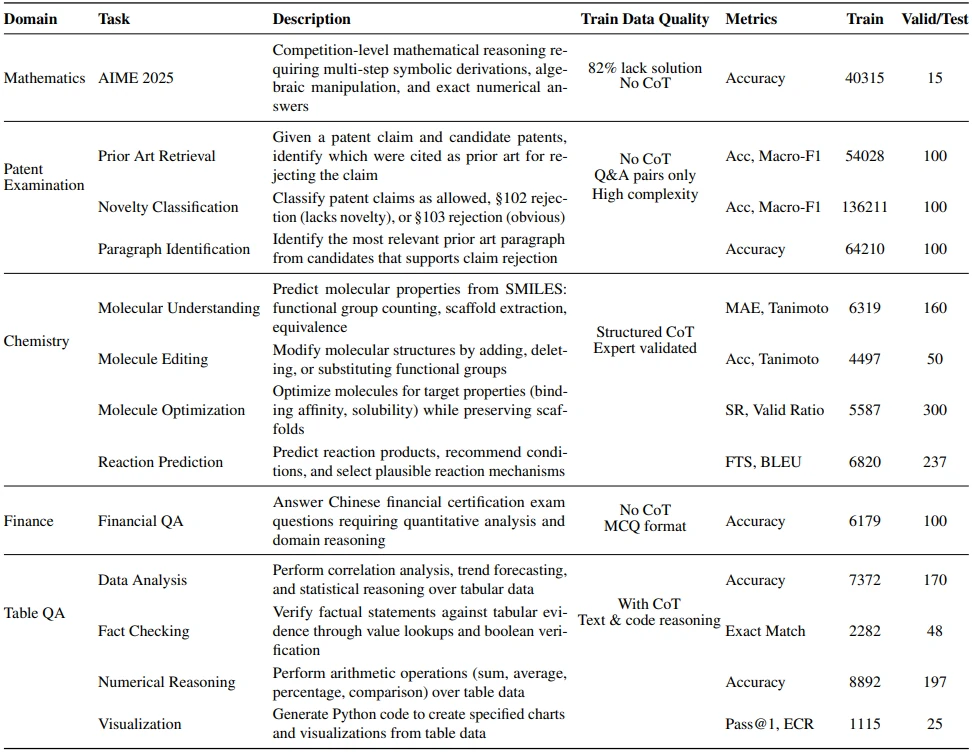 Domain Task Description Train Data Quality Metrics Train Valid/Test
Mathematics AIME 2025 Competition-level mathematical reasoning re-
quiring multi-step symbolic derivations, alge-
braic manipulation, and exact numerical an-
swers 82% lack solution
No CoT Accuracy 40315 15
Patent
Examination
Prior Art Retrieval Given a patent claim and candidate patents,
identify which were cited as prior art for re-
jecting the claim No CoT
Q&A pairs only
High complexity Acc, Macro-F1 54028 100
Novelty Classification Classify patent claims as allowed, §102 rejec-
tion (lacks novelty), or §103 rejection (obvious) Acc, Macro-F1 136211 100
Paragraph Identification Identify the most relevant prior art paragraph
from candidates that supports claim rejection Accuracy 64210 100
Chemistry
Molecular Understanding Predict molecular properties from SMILES:
functional group counting, scaffold extraction,
equivalence Structured CoT
Expert validated MAE, Tanimoto 6319 160
Molecule Editing Modify molecular structures by adding, delet-
ing, or substituting functional groups Acc, Tanimoto 4497 50
Molecule Optimization Optimize molecules for target properties (bind-
ing affinity, solubility) while preserving scaf-
folds SR, Valid Ratio 5587 300
Reaction Prediction Predict reaction products, recommend condi-
tions, and select plausible reaction mechanisms FTS, BLEU 6820 237
Finance Financial QA Answer Chinese financial certification exam
questions requiring quantitative analysis and
domain reasoning No CoT
MCQ format Accuracy 6179 100
Table QA
Data Analysis Perform correlation analysis, trend forecasting,
and statistical reasoning over tabular data With CoT
Text & code reasoning Accuracy 7372 170
Fact Checking Verify factual statements against tabular evi-
dence through value lookups and boolean veri-
fication Exact Match 2282 48
Numerical Reasoning Perform arithmetic operations (sum, average,
percentage, comparison) over table data Accuracy 8892 197
Visualization Generate Python code to create specified charts
and visualizations from table data Pass@1, ECR 1115 25